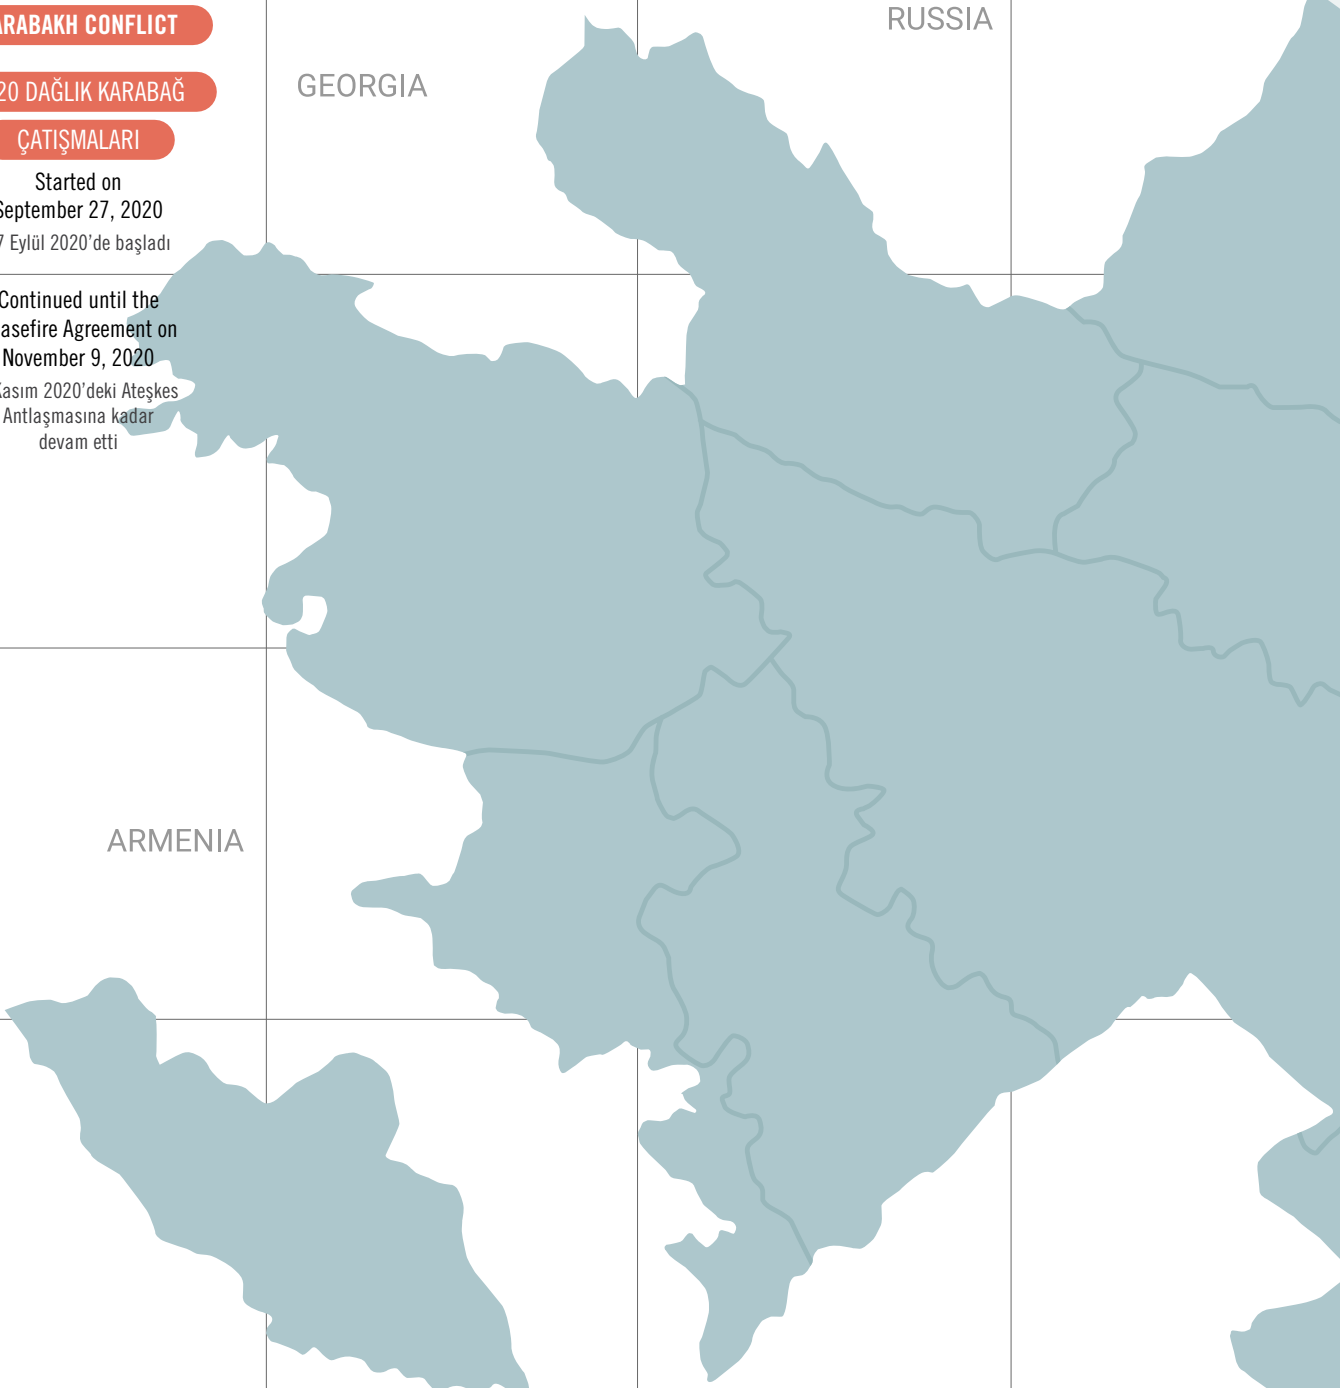 ARABAKH CONFLICT
20 DAĞLIK KARABAĞ
ÇATIŞMALARI
Started on
September 27, 2020
7 Eylül 2020’de başladı
Continued until the
asefire Agreement on
November 9, 2020
Kasım 2020’deki Ateşkes
Antlaşmasına kadar
devam etti
GEORGIA
RUSSIA
ARMENIA